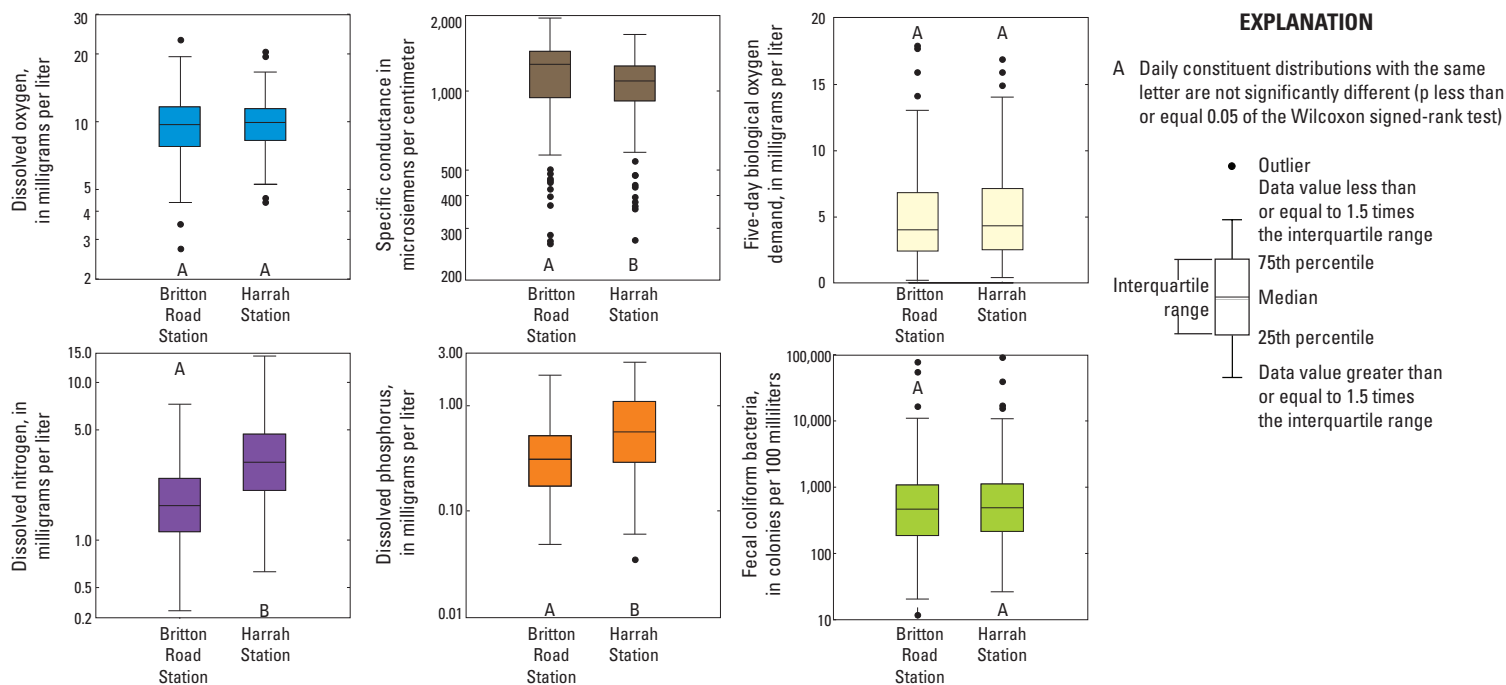 Dissolved oxygen,
in milligrams per liter
30
20
10
5
4
3
2
A
A
Britton
Road
Station
Harrah
Station
Specific conductance in
microsiemens per centimeter
2,000
1,000
500
400
300
200
A
B
Britton
Road
Station
Harrah
Station
Five-day biological oxygen
demand, in milligrams per liter
20
15
10
5
0
A
A
Britton
Road
Station
Harrah
Station
EXPLANATION
A Daily constituent distributions with the same
letter are not significantly different (p less than
or equal 0.05 of the Wilcoxon signed-rank test)
Outlier
Data value less than
or equal to 1.5 times
the interquartile range
75th percentile
Interquartile
range
Median
25th percentile
Data value greater than
or equal to 1.5 times
the interquartile range
Dissolved nitrogen, in
milligrams per liter
15.0
10.0
5.0
1.0
0.5
0.2
A
B
Britton
Road
Station
Harrah
Station
Dissolved phosphorus,
in milligrams per liter
3.00
1.00
0.10
0.01
A
B
Britton
Road
Station
Harrah
Station
Fecal coliform bacteria,
in colonies per 100 milliliters
100,000
10,000
1,000
100
10
A
A
Britton
Road
Station
Harrah
Station